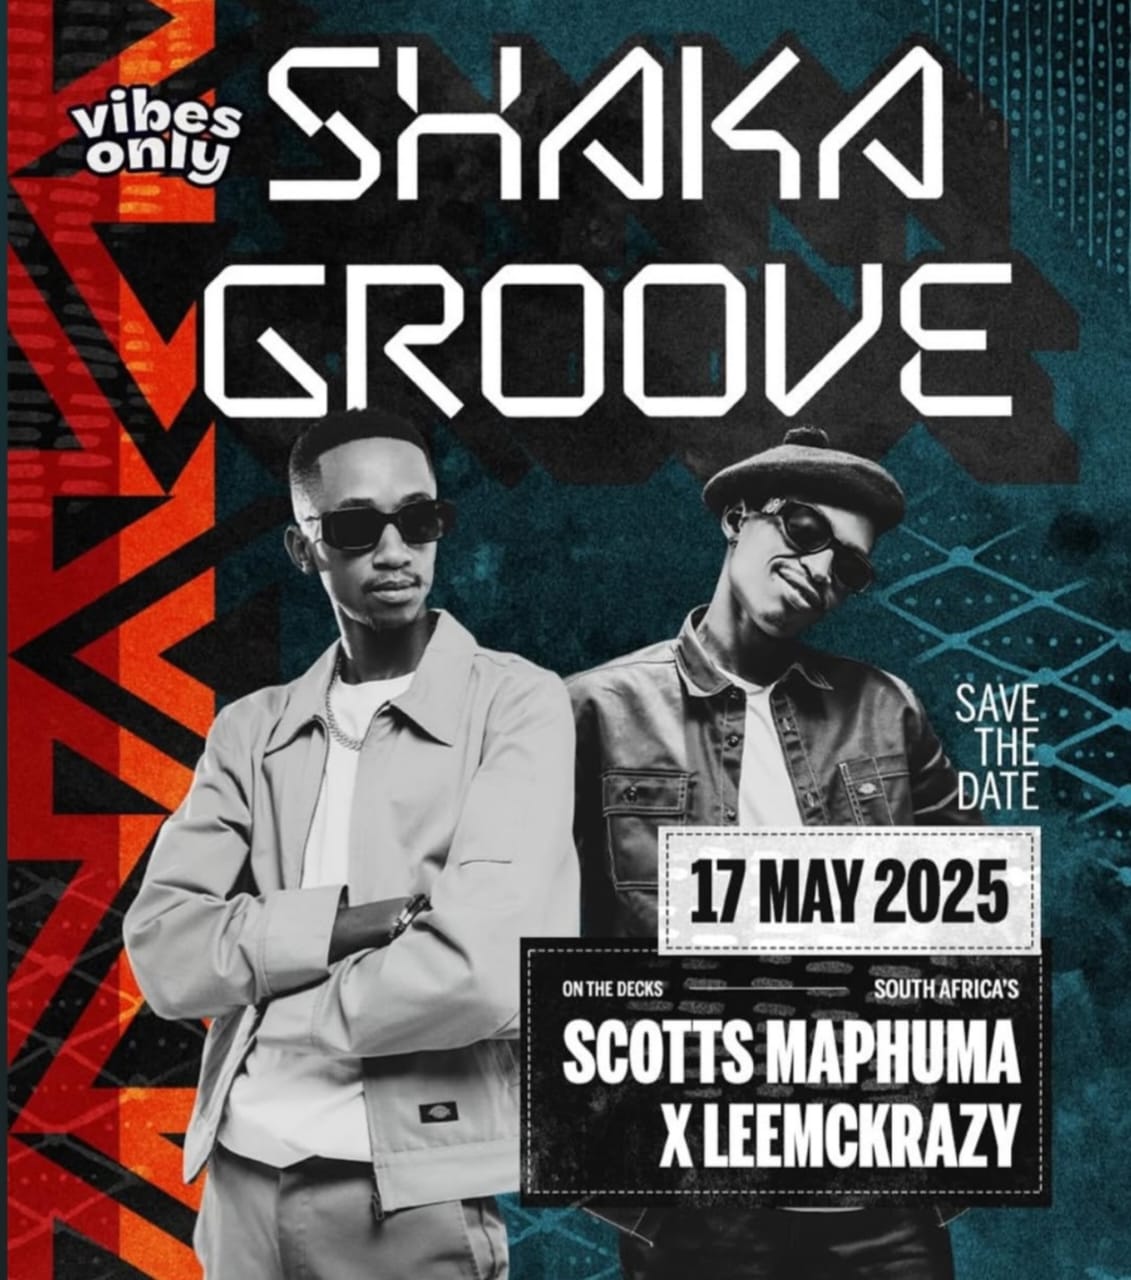 vibes
only
SHAKA
GROOVE
SAVE
THE
DATE
17 MAY 2025
ON THE DECKS SOUTH AFRICA'S
SCOTTS MAPHUMA
X LEEMCKRAZY